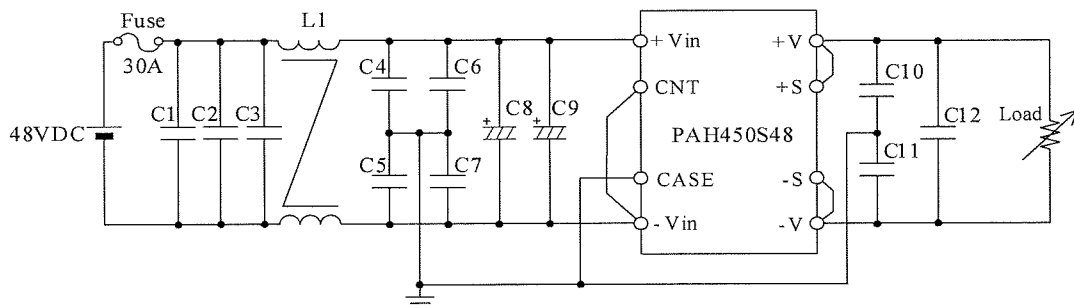 Fuse
30A
L1
48VDC
C1
C2
C3
C4
C6
C5
C7
+
C8
+
C9
+Vin
CNT
CASE
-Vin
PAH450S48
+V
+S
-S
-V
C10
C11
C12
Load